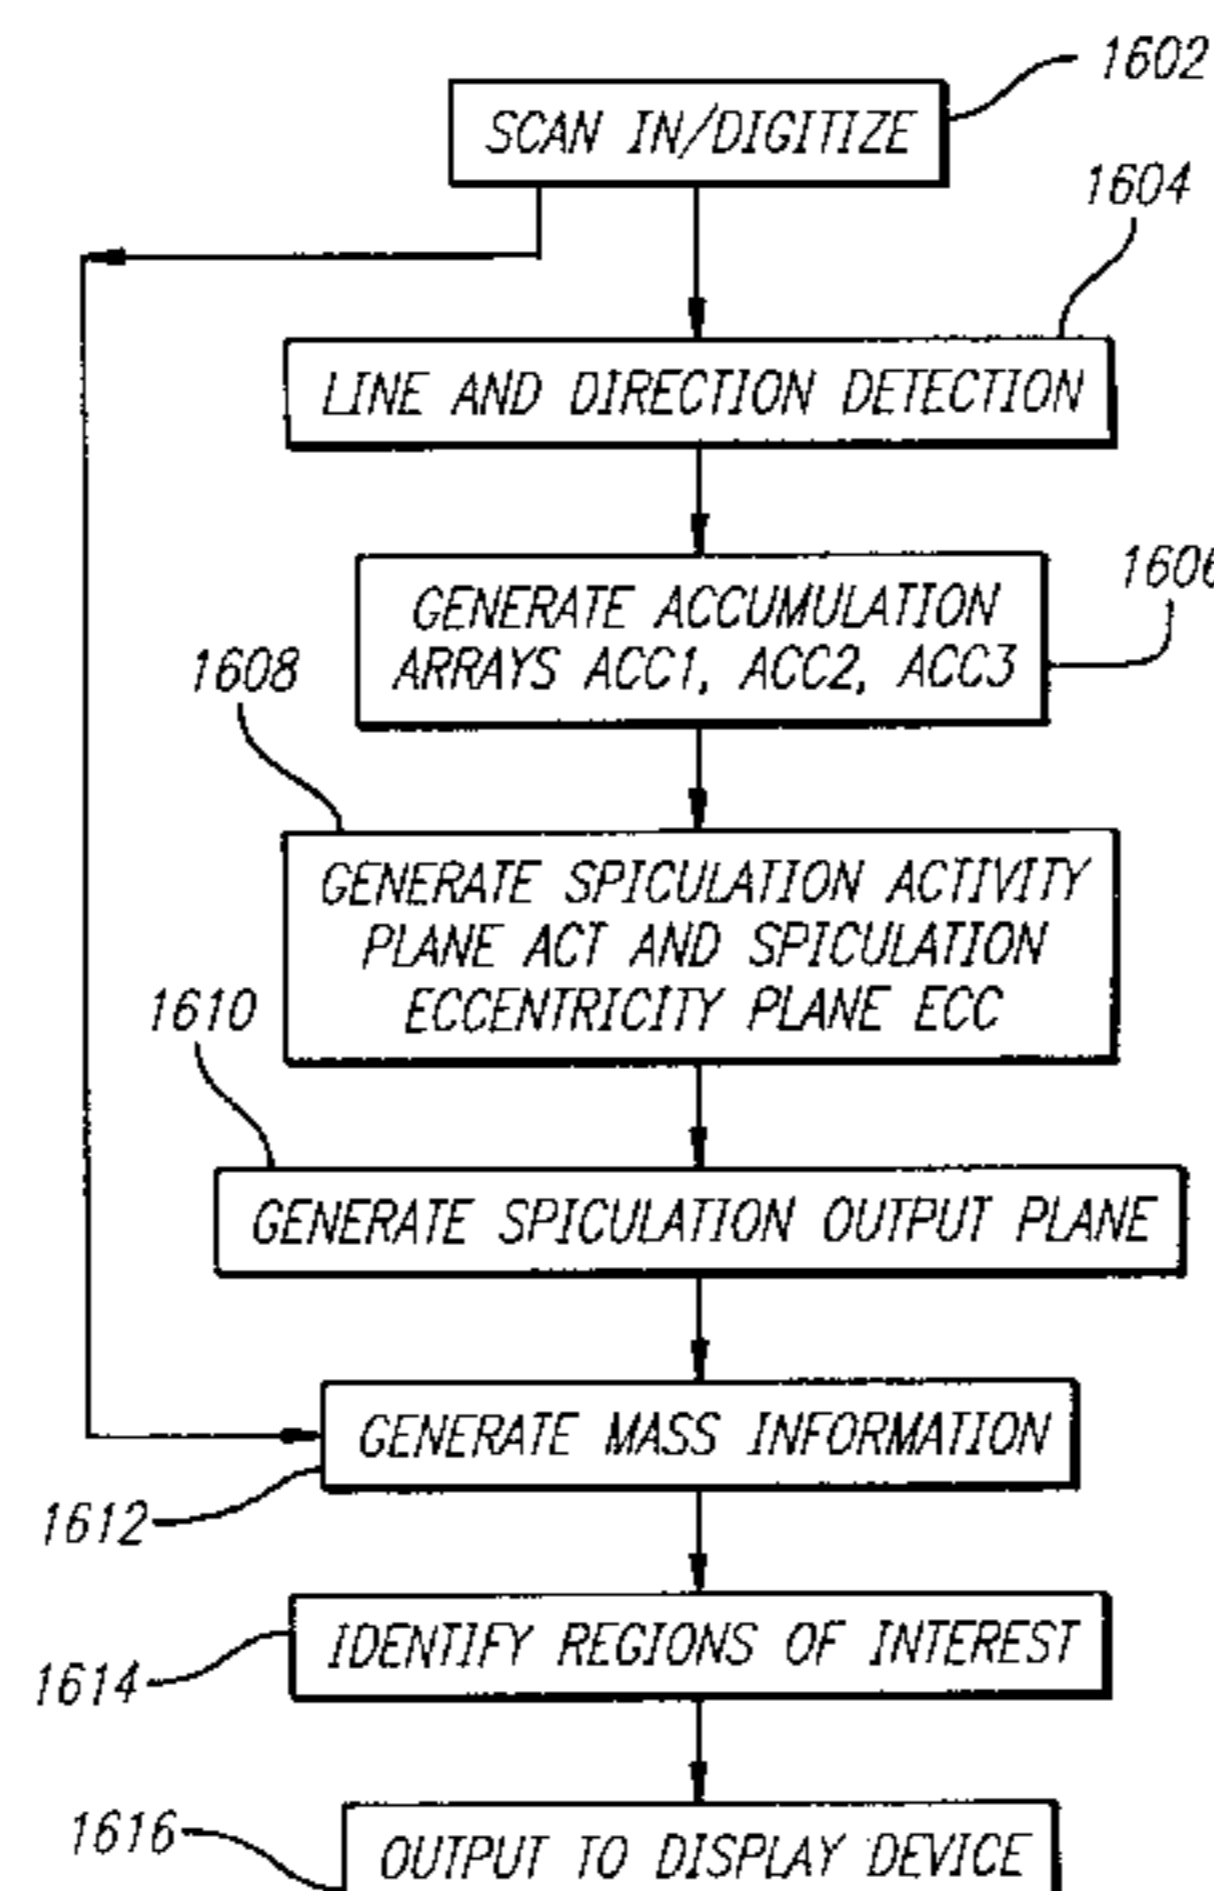 1602
SCAN IN/DIGITIZE
1604
LINE AND DIRECTION DETECTION
1606
GENERATE ACCUMULATION
ARRAYS ACC1, ACC2, ACC3
1608
GENERATE SPICULATION ACTIVITY
PLANE ACT AND SPICULATION
ECCENTRICITY PLANE ECC
1610
GENERATE SPICULATION OUTPUT PLANE
GENERATE MASS INFORMATION
1612
IDENTIFY REGIONS OF INTEREST
1614
1616
OUTPUT TO DISPLAY DEVICE